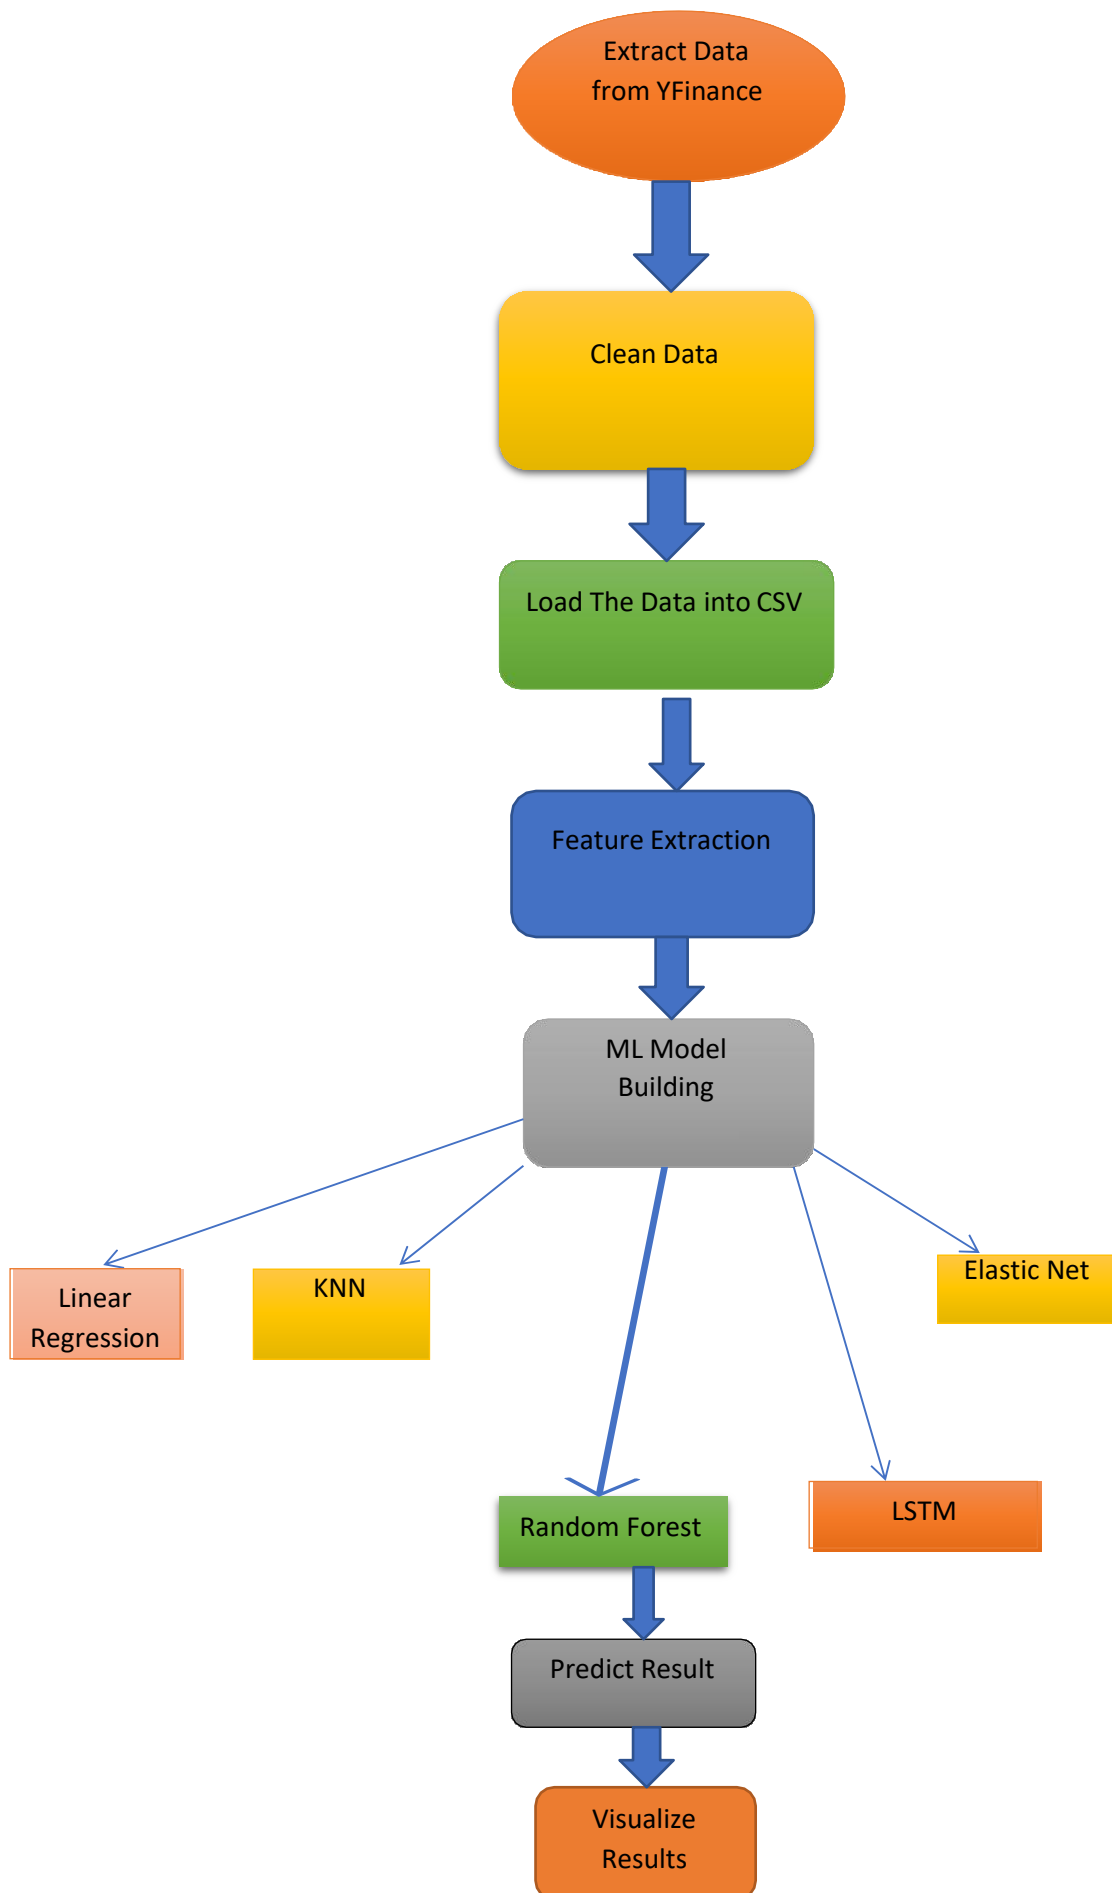 Extract Data
from YFinance
Clean Data
Load The Data into CSV
Feature Extraction
ML Model
Building
Linear
Regression
KNN
Elastic Net
Random Forest
LSTM
Predict Result
Visualize
Results